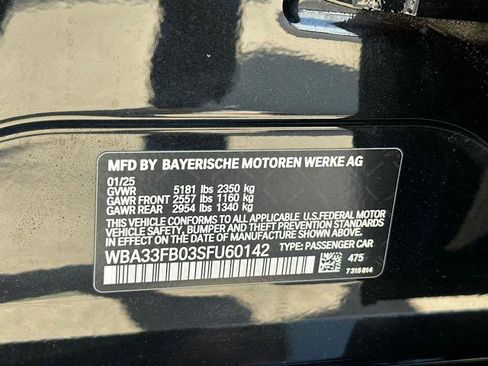 MFD BY BAYERISCHE MOTOREN WERKE AG
01/25
GVWR 5181 lbs 2350 kg
GAWR FRONT 2557 lbs 1160 kg
GAWR REAR 2954 lbs 1340 kg
THIS VEHICLE CONFORMS TO ALL APPLICABLE U.S.FEDERAL MOTOR
VEHICLE SAFETY, BUMPER AND THEFT PREVENTION STANDARDS
IN EFFECT ON THE DATE OF MANUFACTURE SHOWN ABOVE.
WBA33FB03SFU60142 TYPE: PASSENGER CAR
475
7 315 814